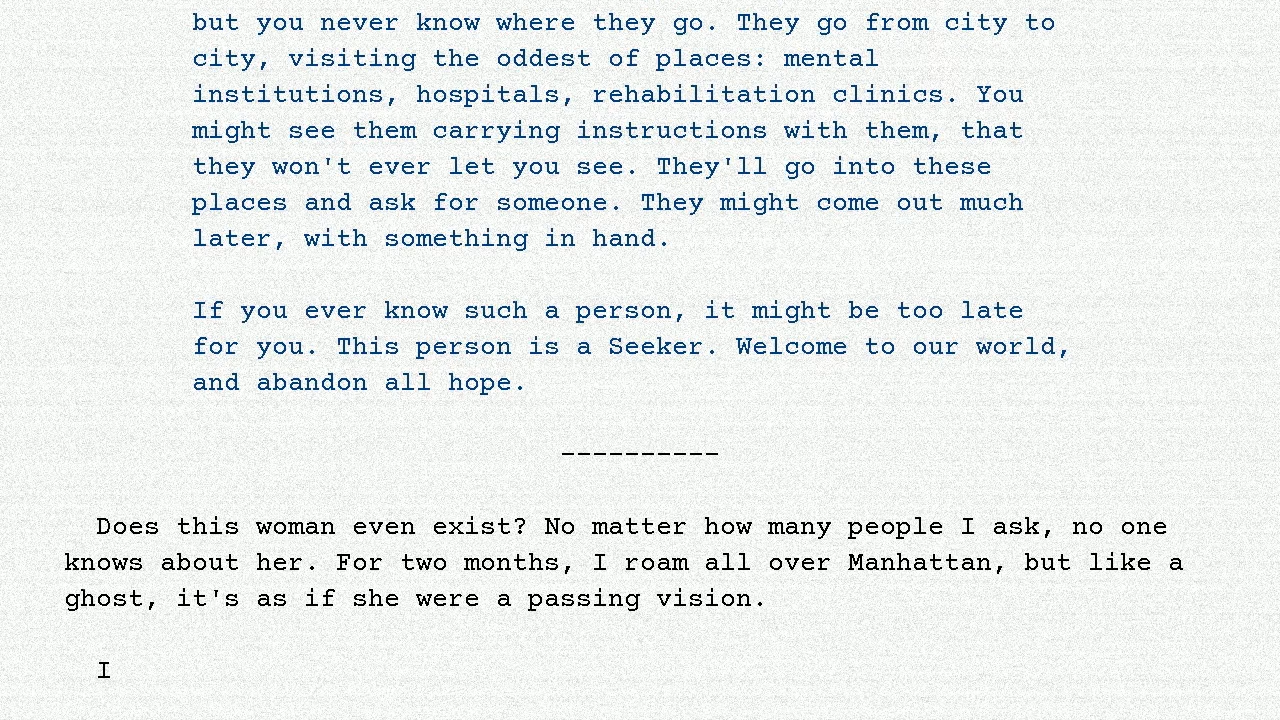 but you never know where they go. They go from city to
city, visiting the oddest of places: mental
institutions, hospitals, rehabilitation clinics. You
might see them carrying instructions with them, that
they won't ever let you see. They'll go into these
places and ask for someone. They might come out much
later, with something in hand.
If you ever know such a person, it might be too late
for you. This person is a Seeker. Welcome to our world,
and abandon all hope.
----------
Does this woman even exist? No matter how many people I ask, no one
knows about her. For two months, I roam all over Manhattan, but like a
ghost, it's as if she were a passing vision.
I